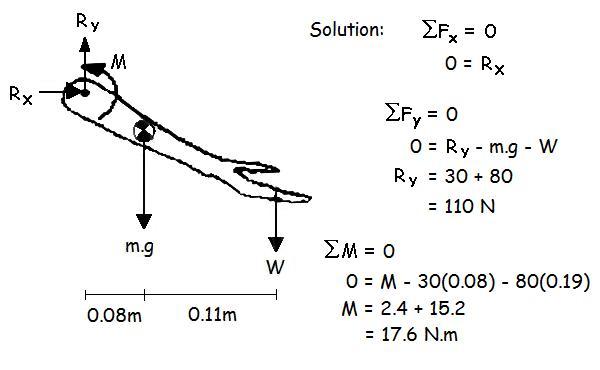 Ry
M
Rx
m.g
W
0.08m 0.11m
Solution: ΣFx = 0
0 = Rx
ΣFy = 0
0 = Ry - m.g - W
Ry = 30 + 80
= 110 N
ΣM = 0
0 = M - 30(0.08) - 80(0.19)
M = 2.4 + 15.2
= 17.6 N.m